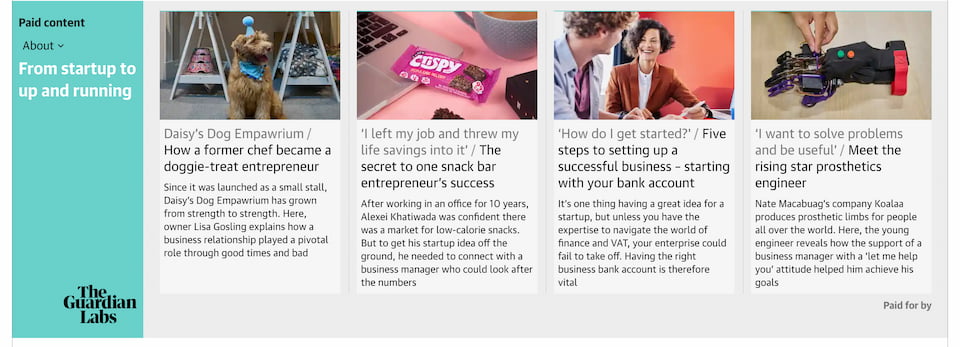 Paid content
About
From startup to
up and running
The
Guardian
Labs
CRISPY
Daisy's Dog Empawrium /
How a former chef became a
doggie-treat entrepreneur
Since it was launched as a small stall,
Daisy's Dog Empawrium has grown
from strength to strength. Here,
owner Lisa Gosling explains how a
business relationship played a pivotal
role through good times and bad
‘I left my job and threw my
life savings into it’ / The
secret to one snack bar
entrepreneur's success
After working in an office for 10 years,
Alexei Khatiwada was confident there
was a market for low-calorie snacks.
But to get his startup idea off the
ground, he needed to connect with a
business manager who could look after
the numbers
‘How do I get started?’ / Five
steps to setting up a
successful business – starting
with your bank account
It's one thing having a great idea for a
startup, but unless you have the
expertise to navigate the world of
finance and VAT, your enterprise could
fail to take off. Having the right
business bank account is therefore
vital
‘I want to solve problems
and be useful’ / Meet the
rising star prosthetics
engineer
Nate Macabuag's company Koalaa
produces prosthetic limbs for people
all over the world. Here, the young
engineer reveals how the support of a
business manager with a ‘let me help
you’ attitude helped him achieve his
goals
Paid for by